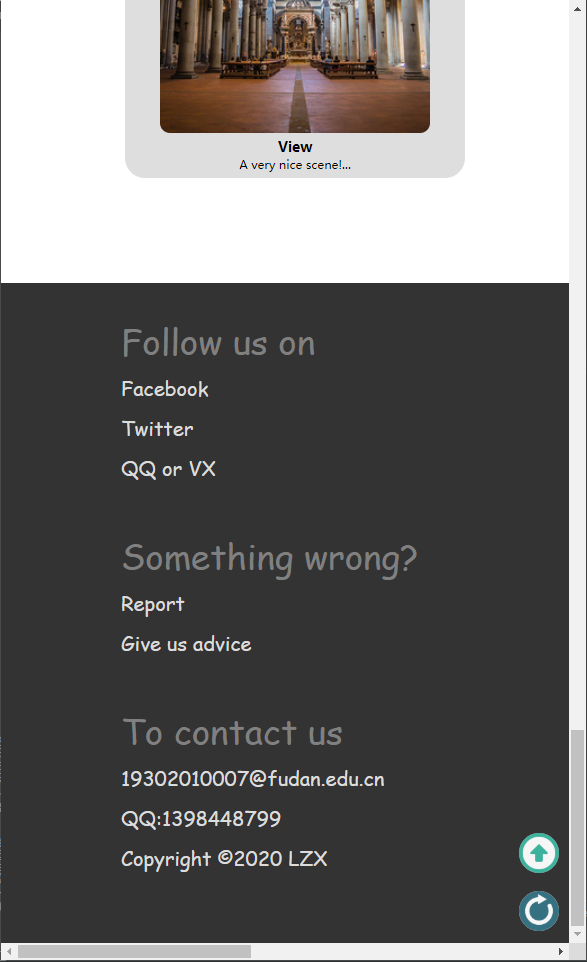 View
A very nice scene!...
Follow us on
Facebook
Twitter
QQ or VX
Something wrong?
Report
Give us advice
To contact us
19302010007@fudan.edu.cn
QQ:1398448799
Copyright ©2020 LZX